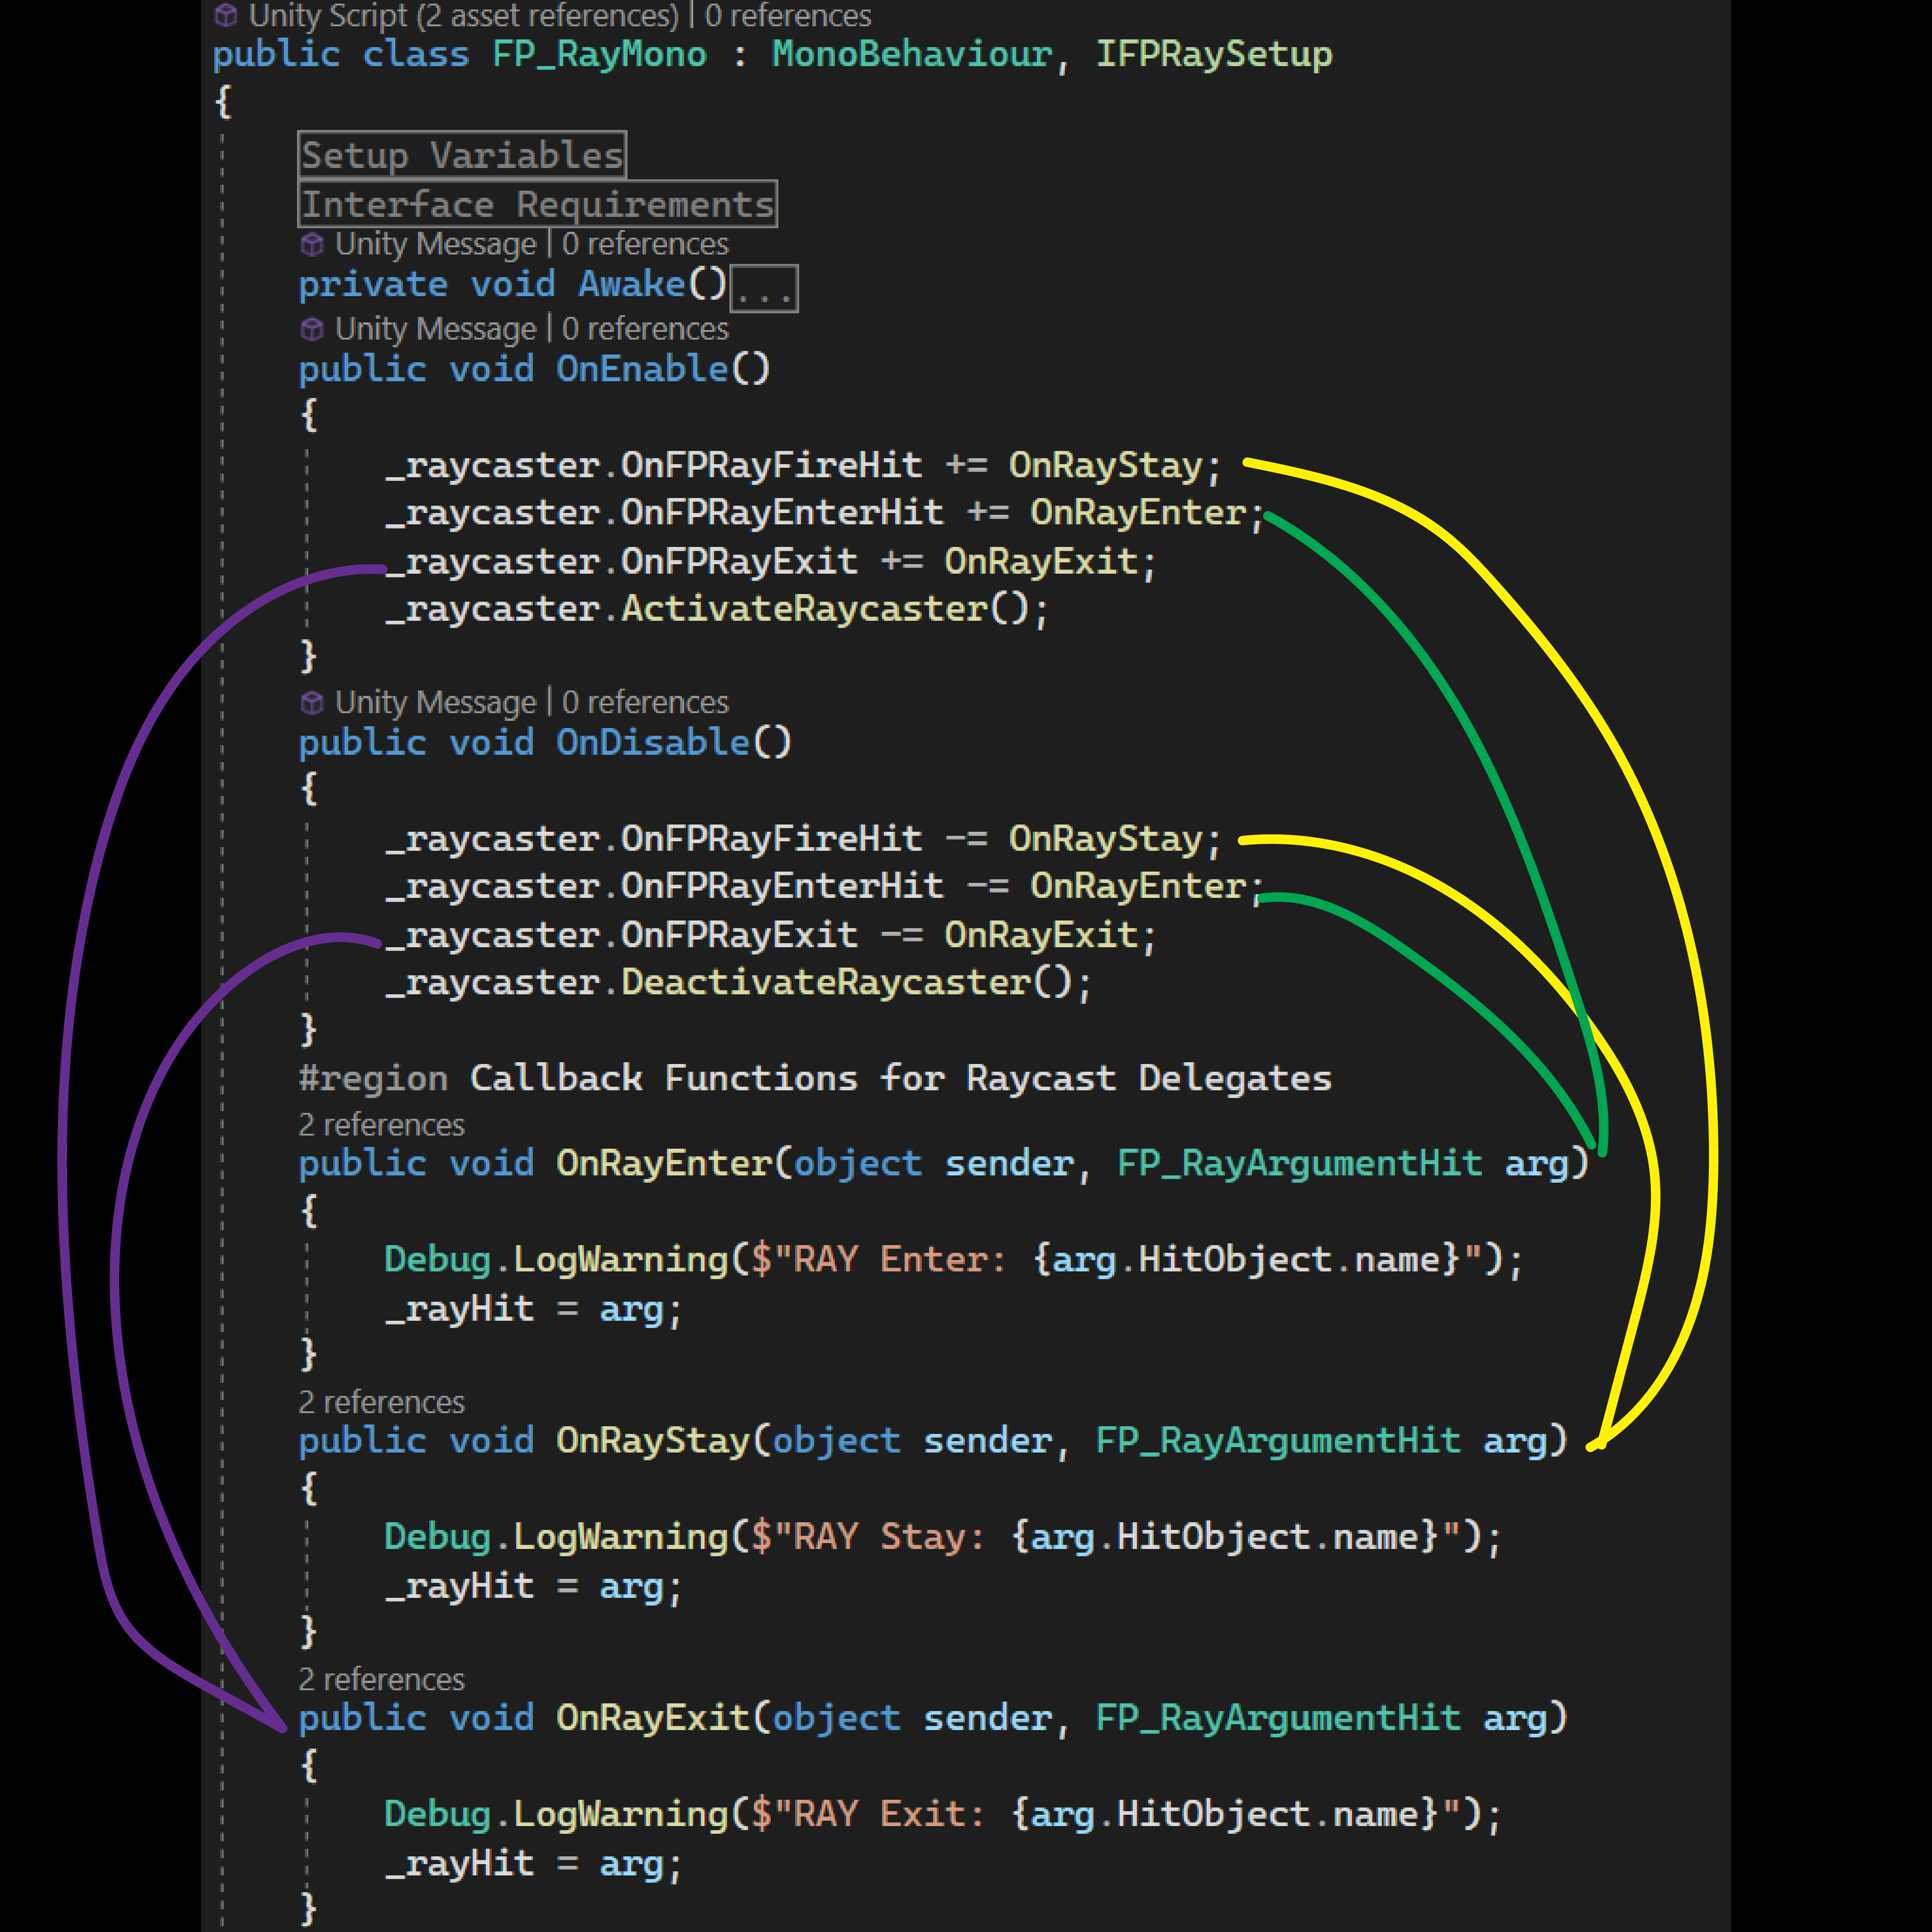 Unity Script (2 asset references) | 0 references
public class FP_RayMono : MonoBehaviour, IFPRaySetup
{
Setup Variables
Interface Requirements
Unity Message | 0 references
private void Awake()...
Unity Message | 0 references
public void OnEnable()
{
_raycaster.OnFPRayFireHit += OnRayStay;
_raycaster.OnFPRayEnterHit += OnRayEnter;
_raycaster.OnFPRayExit += OnRayExit;
_raycaster.ActivateRaycaster();
}
Unity Message | 0 references
public void OnDisable()
{
_raycaster.OnFPRayFireHit -= OnRayStay;
_raycaster.OnFPRayEnterHit -= OnRayEnter;
_raycaster.OnFPRayExit -= OnRayExit;
_raycaster.DeactivateRaycaster();
}
#region Callback Functions for Raycast Delegates
2 references
public void OnRayEnter(object sender, FP_RayArgumentHit arg)
{
Debug.LogWarning($"RAY Enter: {arg.HitObject.name}");
_rayHit = arg;
}
2 references
public void OnRayStay(object sender, FP_RayArgumentHit arg)
{
Debug.LogWarning($"RAY Stay: {arg.HitObject.name}");
_rayHit = arg;
}
2 references
public void OnRayExit(object sender, FP_RayArgumentHit arg)
{
Debug.LogWarning($"RAY Exit: {arg.HitObject.name}");
_rayHit = arg;
}